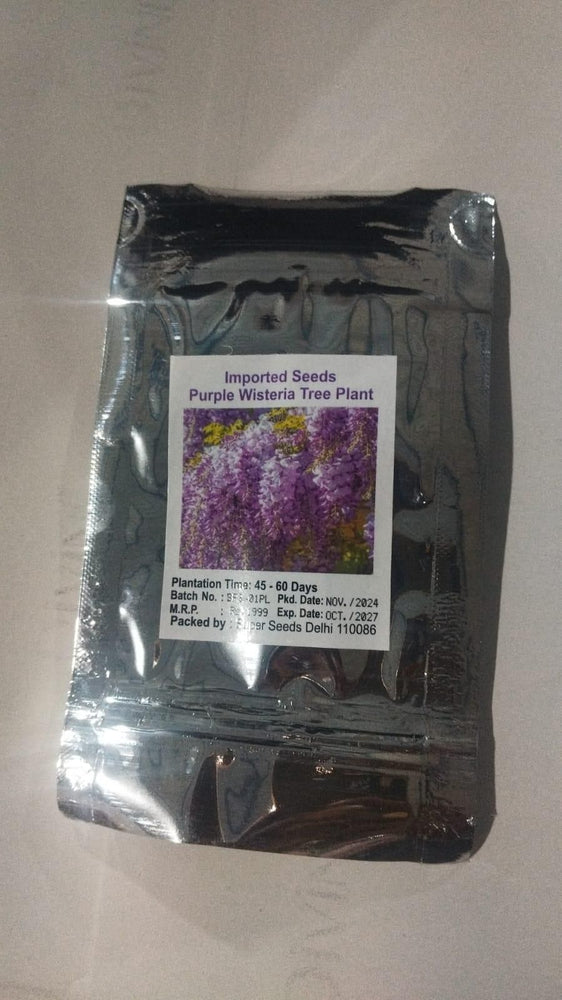 Imported Seeds
Purple Wisteria Tree Plant
Plantation Time: 45 - 60 Days
Batch No. : Pkd. Date: NOV. /2024
M.R.P. : 999 Exp. Date: OCT. /2027
Packed by : Seeds Delhi 110086